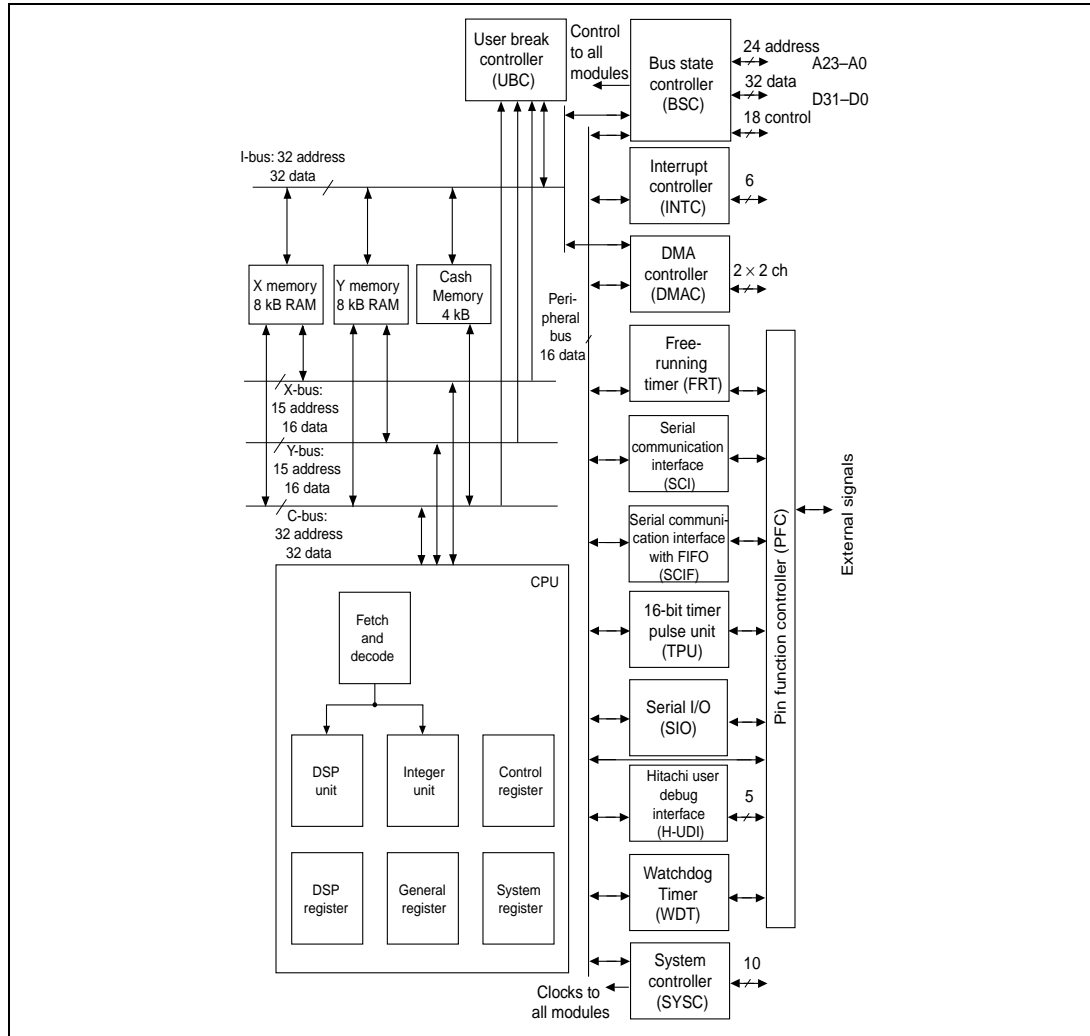 User break
controller
(UBC)
Control
to all
modules
Bus state
controller
(BSC)
24 address
A23–A0
32 data
D31–D0
18 control
I-bus: 32 address
32 data
Interrupt
controller
(INTC)
6
X memory
8 kB RAM
Y memory
8 kB RAM
Cash
Memory
4 kB
DMA
controller
(DMAC)
2 × 2 ch
Peri-
pheral
bus
16 data
Free-
running
timer (FRT)
X-bus:
15 address
16 data
Y-bus:
15 address
16 data
C-bus:
32 address
32 data
Serial
communication
interface
(SCI)
Serial communi-
cation interface
with FIFO
(SCIF)
16-bit timer
pulse unit
(TPU)
Serial I/O
(SIO)
Hitachi user
debug
interface
(H-UDI)
5
Watchdog
Timer
(WDT)
System
controller
(SYSC)
10
Clocks to
all modules
Pin function controller (PFC)
External signals
CPU
Fetch
and
decode
DSP
unit
Integer
unit
Control
register
DSP
register
General
register
System
register